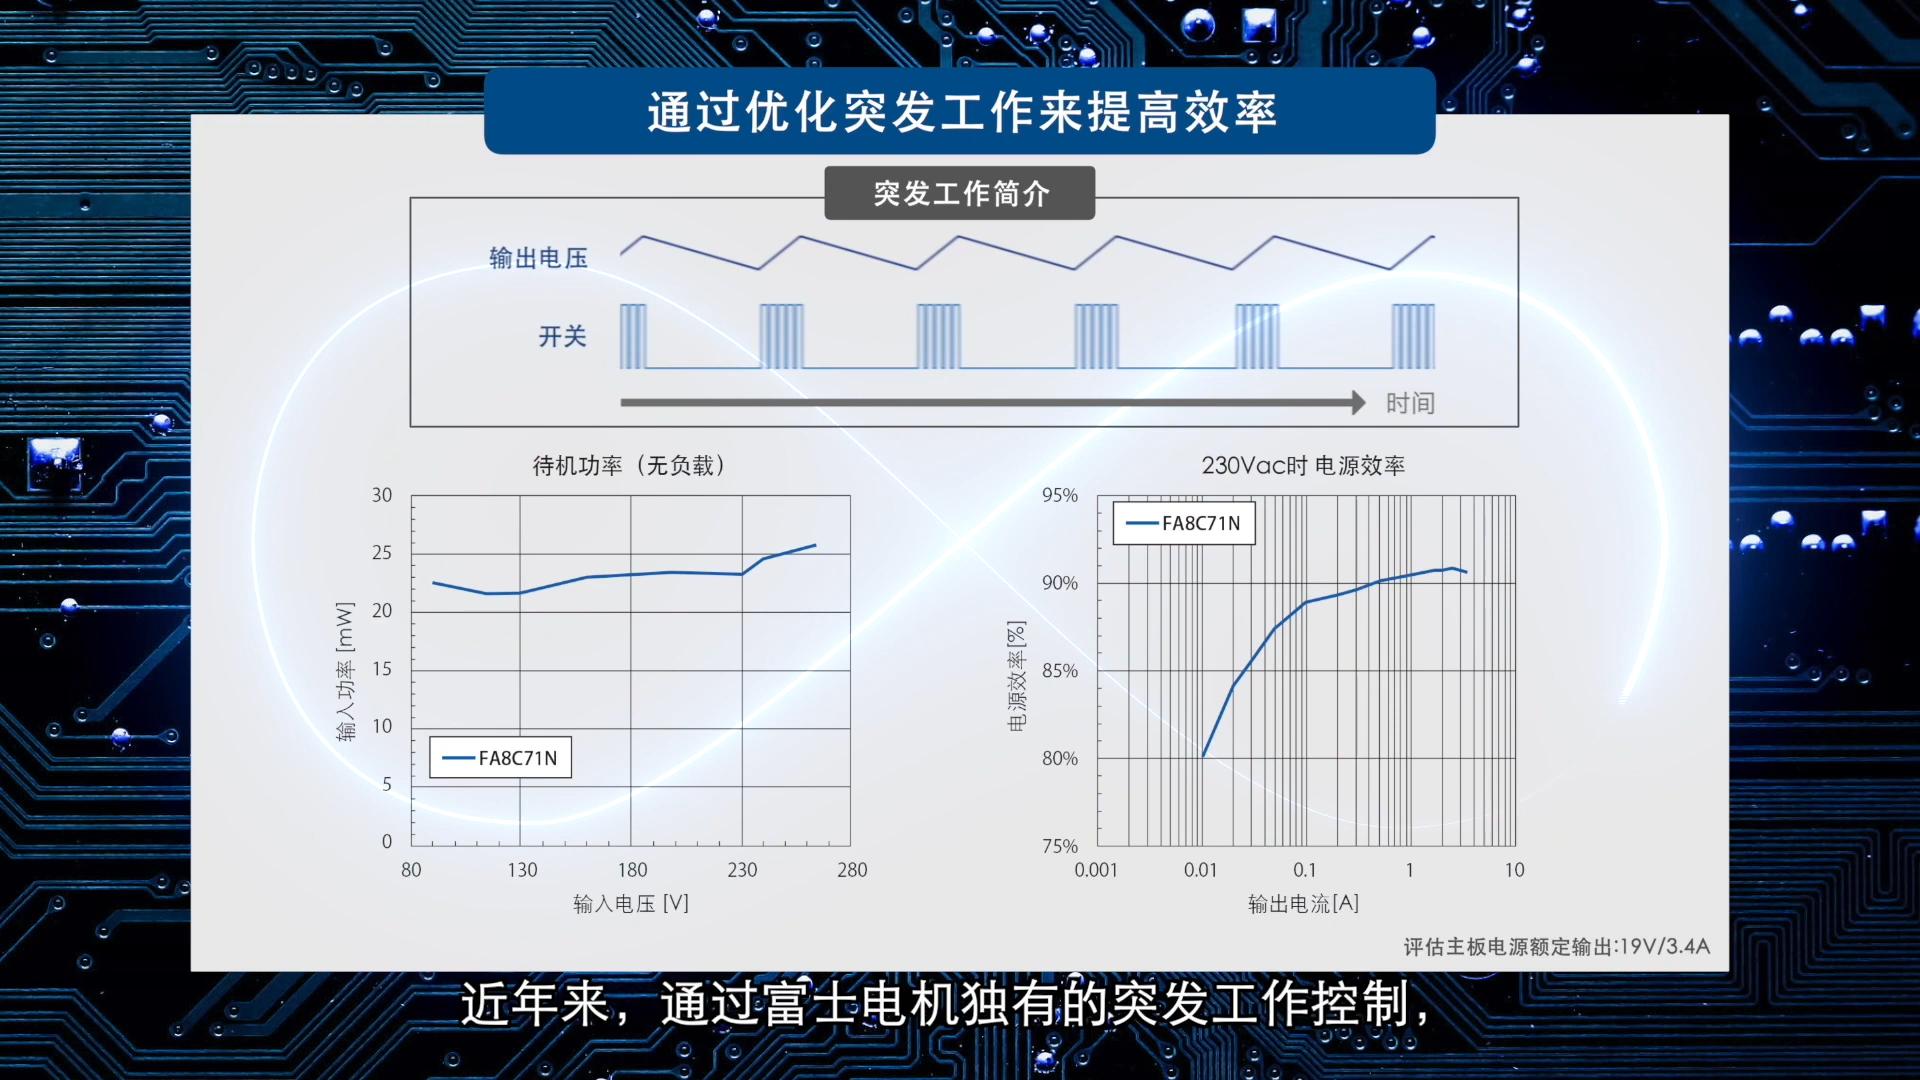 通过优化突发工作来提高效率
突发工作简介
输出电压
开关
时间
待机功率（无负载）
30
25
20
15
10
5
0
输入功率 [mW]
FA8C71N
80 130 180 230 280
输入电压 [V]
230Vac时 电源效率
95%
90%
85%
80%
75%
电源效率[%]
FA8C71N
0.001 0.01 0.1 1 10
输出电流[A]
评估主板电源额定输出:19V/3.4A
近年来，通过富士电机独有的突发工作控制，